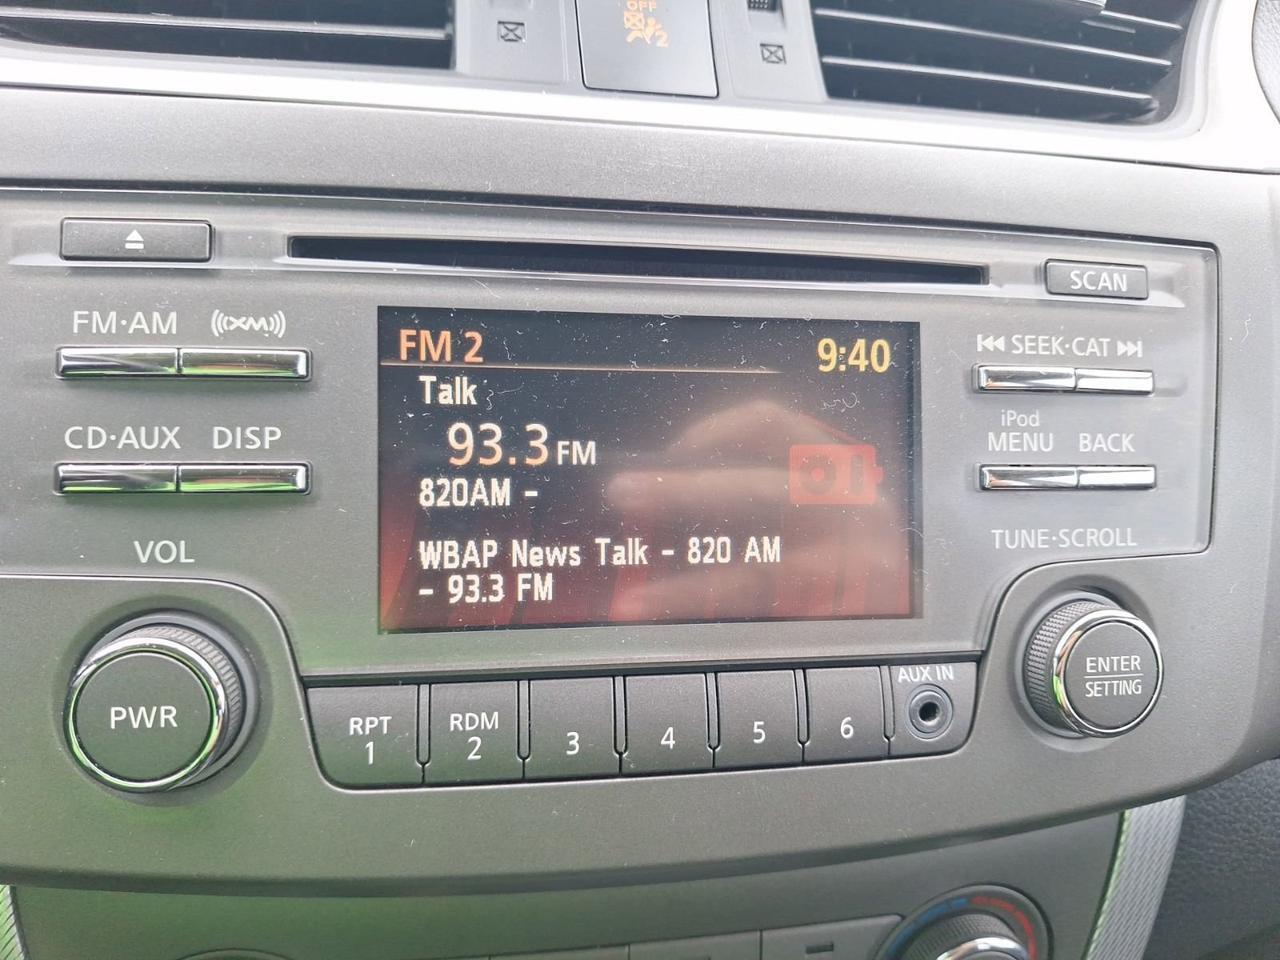 OFF
2
SCAN
FM·AM
((XM))
SEEK·CAT
FM 2
9:40
Talk
93.3 FM
820AM -
WBAP News Talk - 820 AM
- 93.3 FM
CD·AUX
DISP
iPod
MENU
BACK
VOL
TUNE·SCROLL
PWR
ENTER
SETTING
AUX IN
RPT
1
RDM
2
3
4
5
6